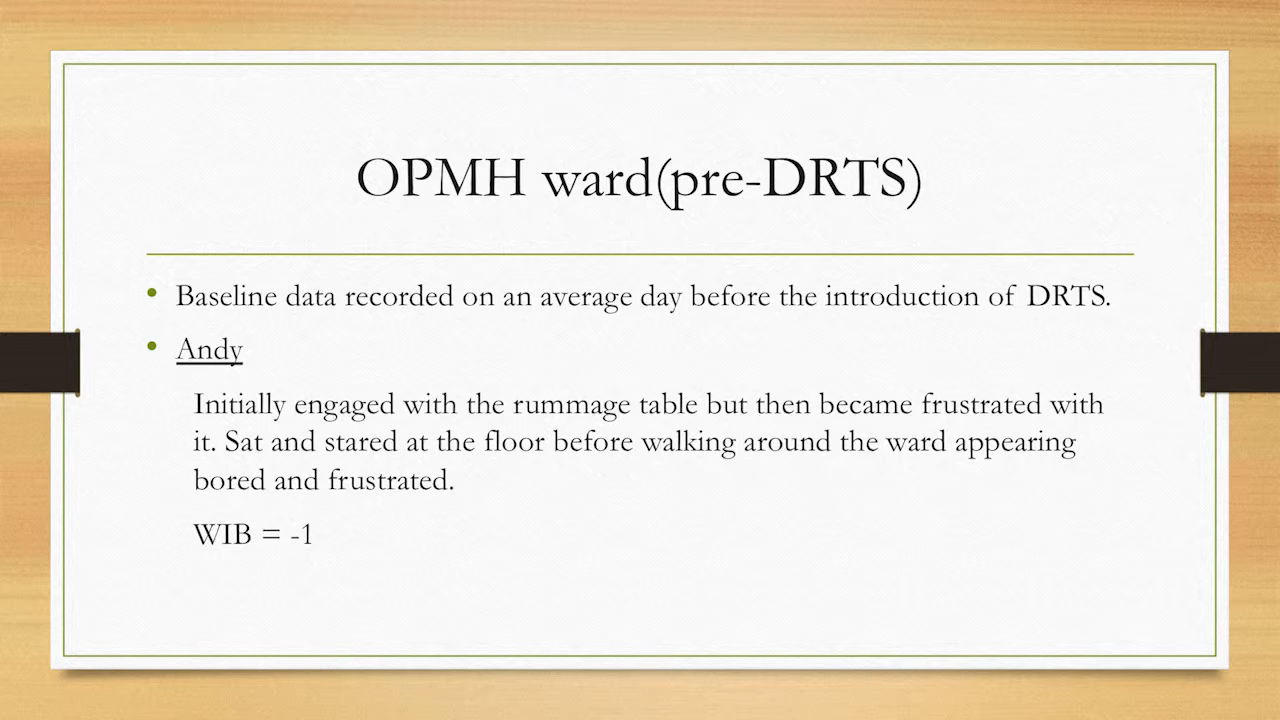 OPMH ward(pre-DRTS)
• Baseline data recorded on an average day before the introduction of DRTS.
• Andy
Initially engaged with the rummage table but then became frustrated with
it. Sat and stared at the floor before walking around the ward appearing
bored and frustrated.
WIB = -1